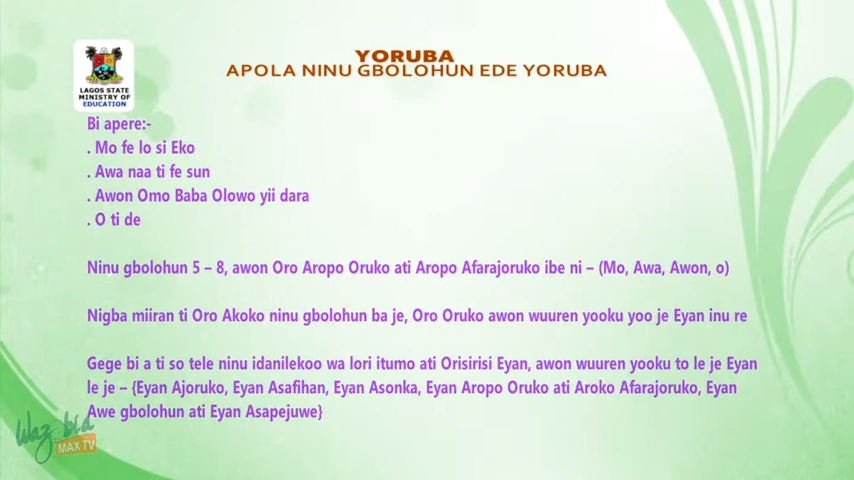 YORUBA
APOLA NINU GBOLOHUN EDE YORUBA
LAGOS STATE
MINISTRY OF
EDUCATION
Bi apere:-
. Mo fe lo si Eko
. Awa naa ti fe sun
. Awon Omo Baba Olowo yii dara
. O ti de
Ninu gbolohun 5 – 8, awon Oro Aropo Oruko ati Aropo Afarajoruko ibe ni – (Mo, Awa, Awon, o)
Nigba miiran ti Oro Akoko ninu gbolohun ba je, Oro Oruko awon wuuren yooku yoo je Eyan inu re
Gege bi a ti so tele ninu idanilekoo wa lori itumo ati Orisirisi Eyan, awon wuuren yooku to le je Eyan
le je – {Eyan Ajoruko, Eyan Asafihan, Eyan Asonka, Eyan Aropo Oruko ati Aroko Afarajoruko, Eyan
Awe gbolohun ati Eyan Asapejuwe}
Wazobia
MAX TV